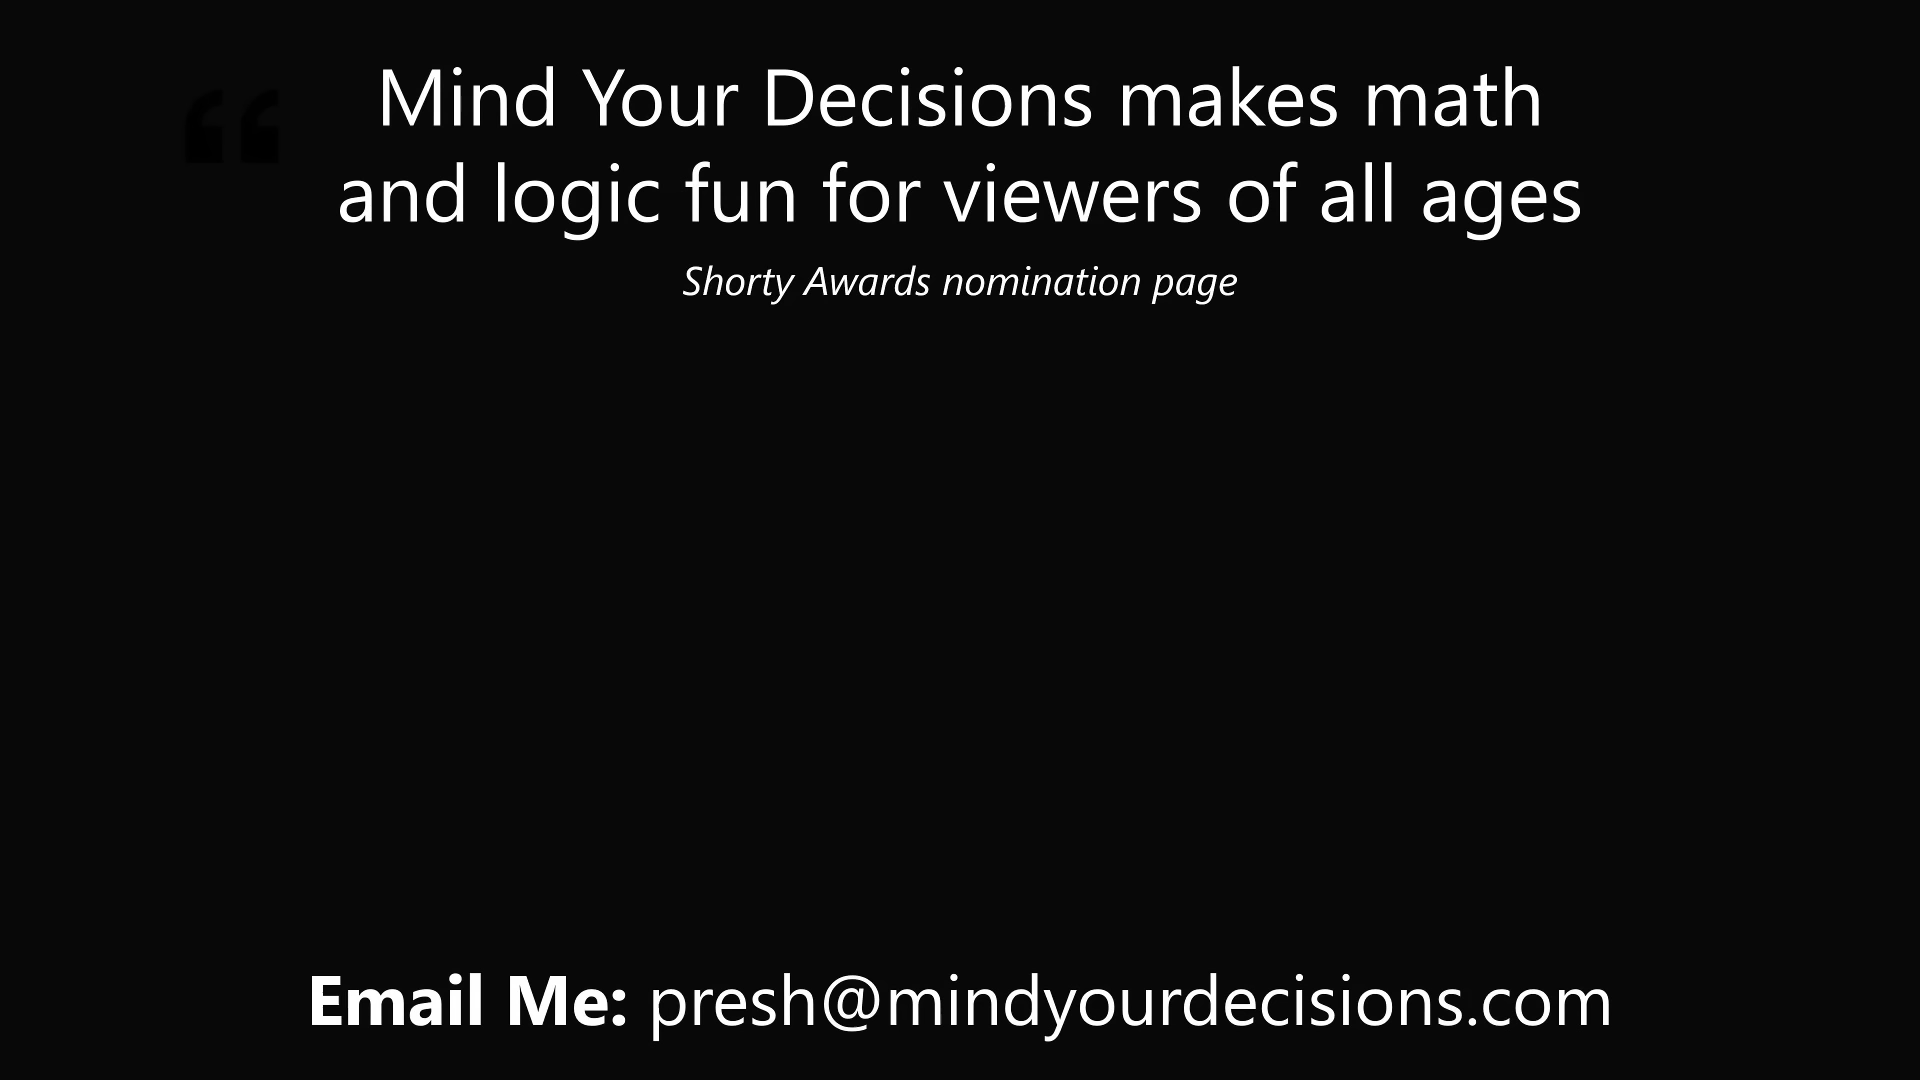 “ Mind Your Decisions makes math
and logic fun for viewers of all ages
Shorty Awards nomination page
Email Me: presh@mindyourdecisions.com